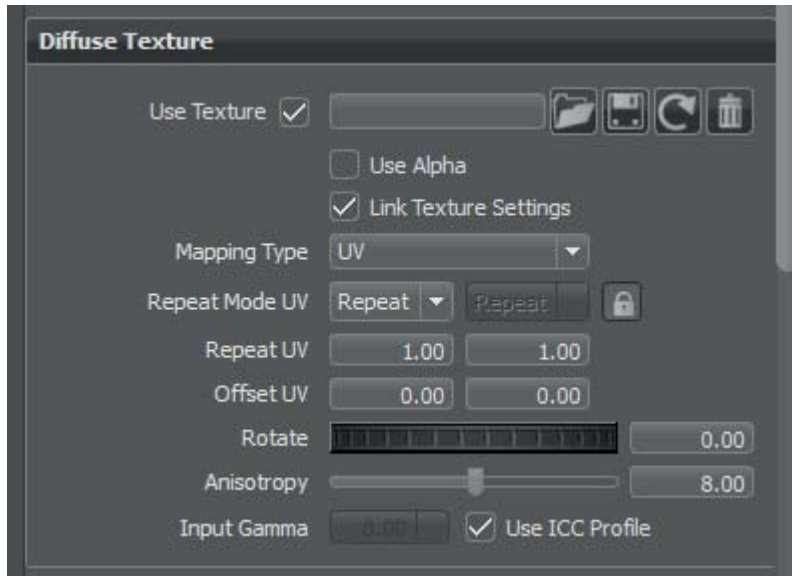 Diffuse Texture
Use Texture
Use Alpha
Link Texture Settings
Mapping Type UV
Repeat Mode UV Repeat Repeat
Repeat UV 1.00 1.00
Offset UV 0.00 0.00
Rotate 0.00
Anisotropy 8.00
Input Gamma Use ICC Profile